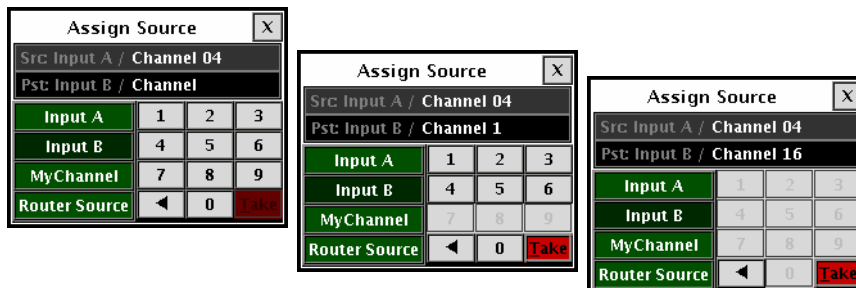 Assign Source X
Src: Input A / Channel 04
Pst: Input B / Channel
Input A 1 2 3
Input B 4 5 6
MyChannel 7 8 9
Router Source ◀ 0 Take
Assign Source X
Src: Input A / Channel 04
Pst: Input B / Channel 1
Input A 1 2 3
Input B 4 5 6
MyChannel 7 8 9
Router Source ◀ 0 Take
Assign Source X
Src: Input A / Channel 04
Pst: Input B / Channel 16
Input A 1 2 3
Input B 4 5 6
MyChannel 7 8 9
Router Source ◀ 0 Take